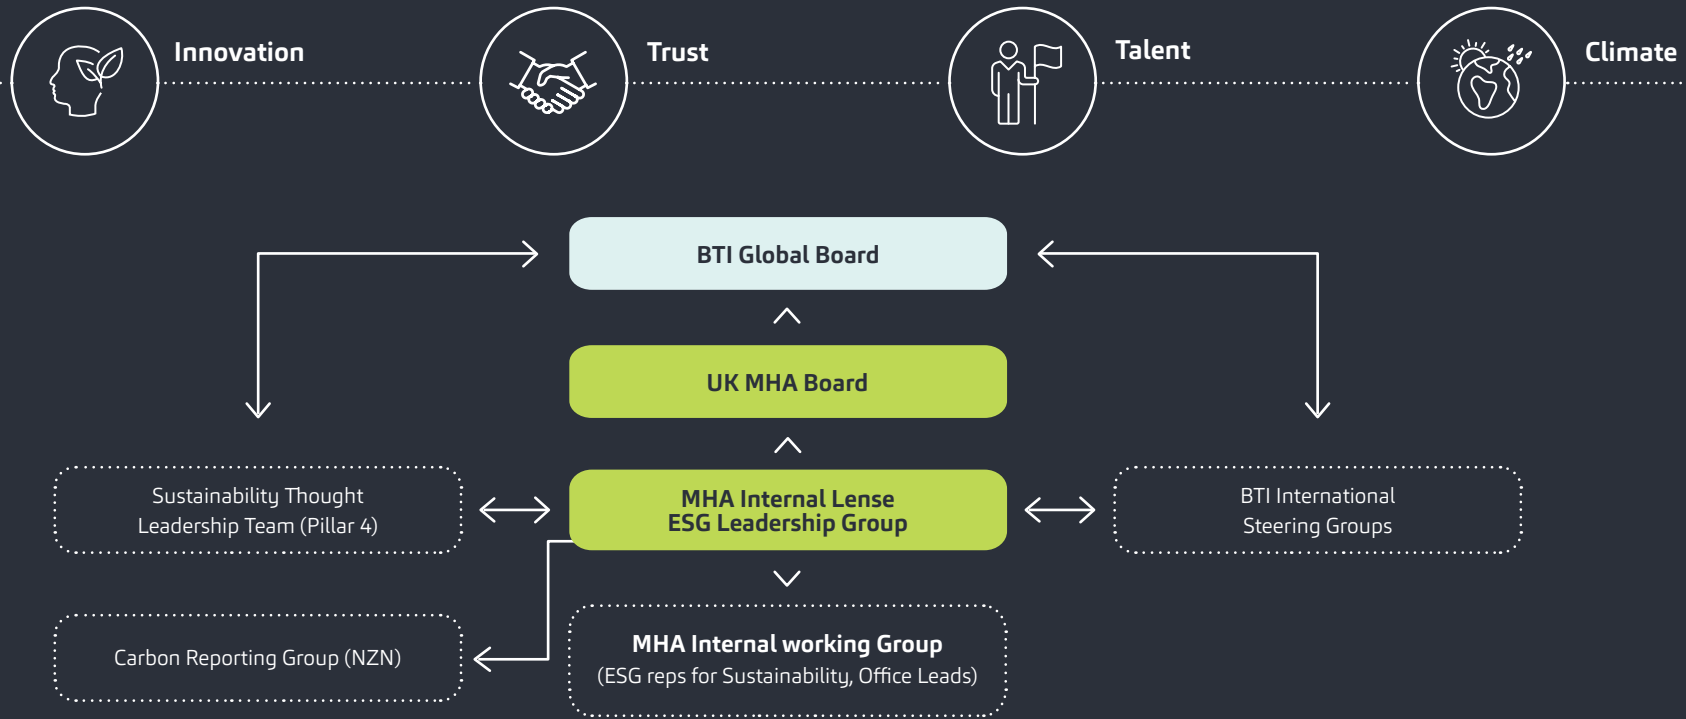 Innovation
Trust
Talent
Climate
BTI Global Board
UK MHA Board
Sustainability Thought
Leadership Team (Pillar 4)
MHA Internal Lense
ESG Leadership Group
BTI International
Steering Groups
Carbon Reporting Group (NZN)
MHA Internal working Group
(ESG reps for Sustainability, Office Leads)